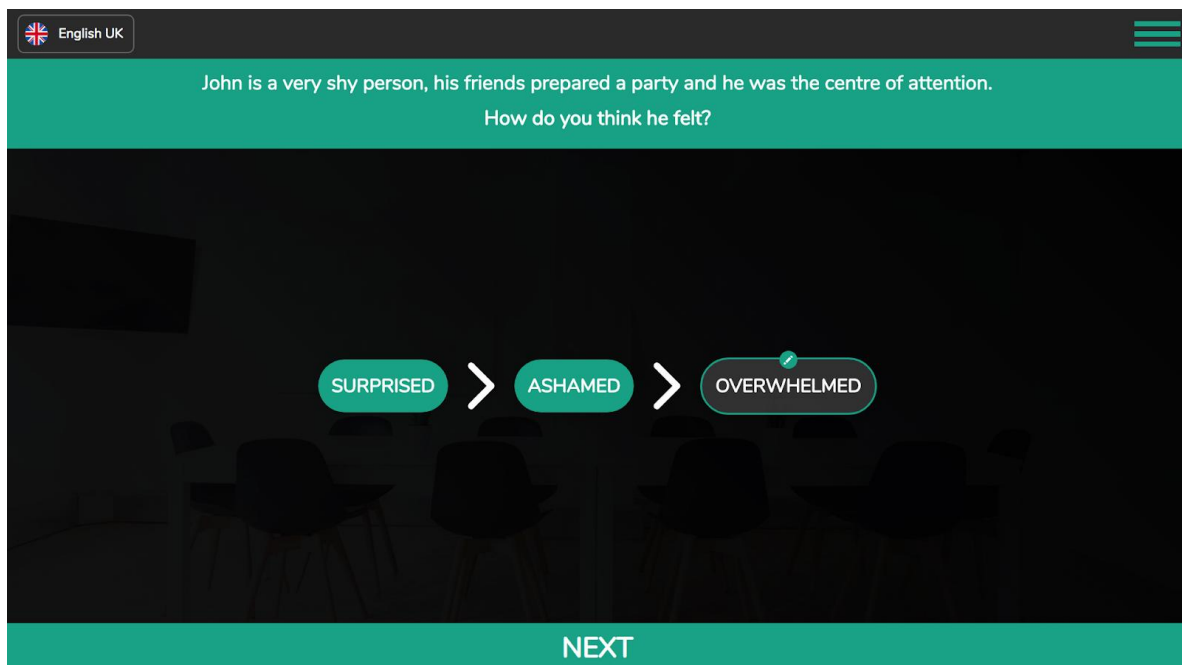 English UK
John is a very shy person, his friends prepared a party and he was the centre of attention.
How do you think he felt?
SURPRISED ASHAMED OVERWHELMED
NEXT